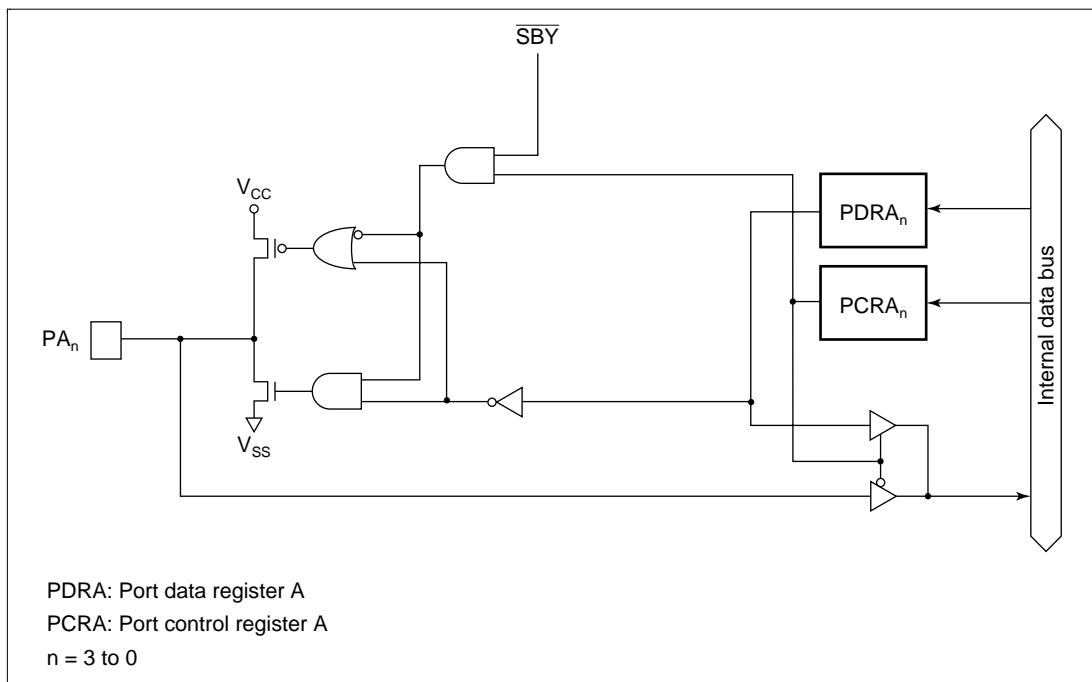 SBY
VCC
PDRAn
PCRAn
PAn
VSS
Internal data bus
PDRA: Port data register A
PCRA: Port control register A
n = 3 to 0